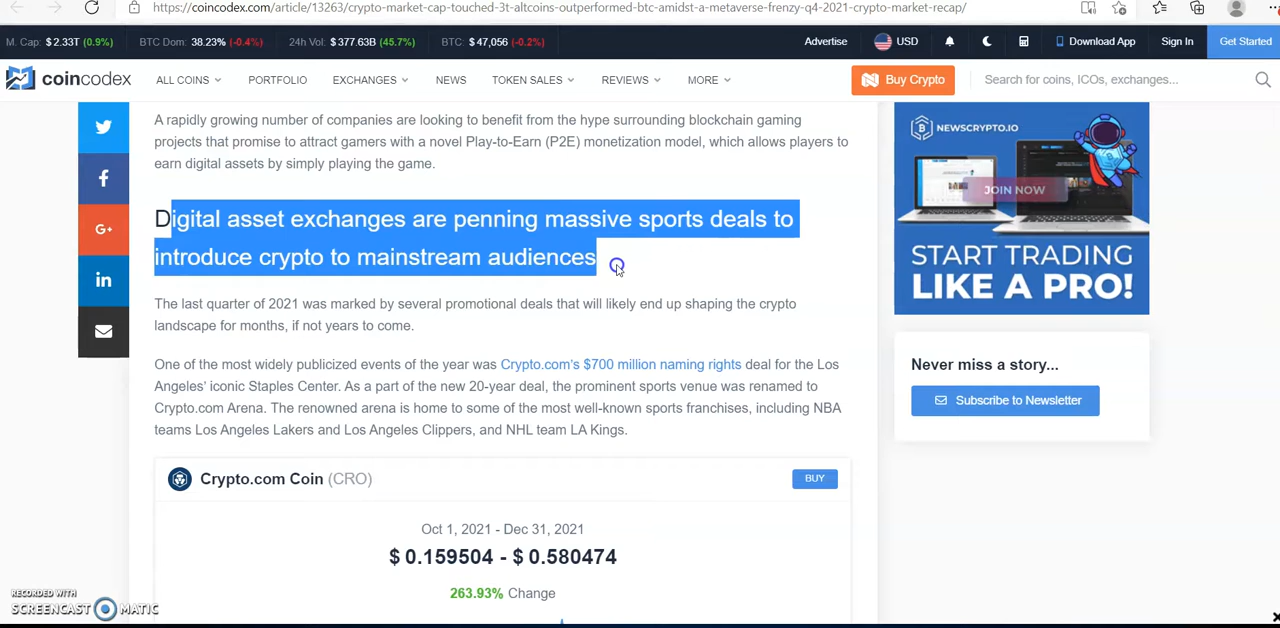 https://coincodex.com/article/13263/crypto-market-cap-touched-3t-altcoins-outperformed-btc-amidst-a-metaverse-frenzy-q4-2021-crypto-market-recap/
M. Cap: $ 2.33T (0.9%) BTC Dom: 38.23% (-0.4%) 24h Vol: $ 377.63B (45.7%) BTC: $ 47,056 (-0.2%) Advertise USD Download App Sign In Get Started
coincodex ALL COINS PORTFOLIO EXCHANGES NEWS TOKEN SALES REVIEWS MORE Buy Crypto Search for coins, ICOs, exchanges...
A rapidly growing number of companies are looking to benefit from the hype surrounding blockchain gaming
projects that promise to attract gamers with a novel Play-to-Earn (P2E) monetization model, which allows players to
earn digital assets by simply playing the game.
Digital asset exchanges are penning massive sports deals to
introduce crypto to mainstream audiences
The last quarter of 2021 was marked by several promotional deals that will likely end up shaping the crypto
landscape for months, if not years to come.
One of the most widely publicized events of the year was Crypto.com's $700 million naming rights deal for the Los
Angeles' iconic Staples Center. As a part of the new 20-year deal, the prominent sports venue was renamed to
Crypto.com Arena. The renowned arena is home to some of the most well-known sports franchises, including NBA
teams Los Angeles Lakers and Los Angeles Clippers, and NHL team LA Kings.
Crypto.com Coin (CRO) BUY
Oct 1, 2021 - Dec 31, 2021
$ 0.159504 - $ 0.580474
263.93% Change
NEWSCRYPTO.IO
JOIN NOW
START TRADING
LIKE A PRO!
Never miss a story...
Subscribe to Newsletter
RECORDED WITH
SCREENCAST MATIC